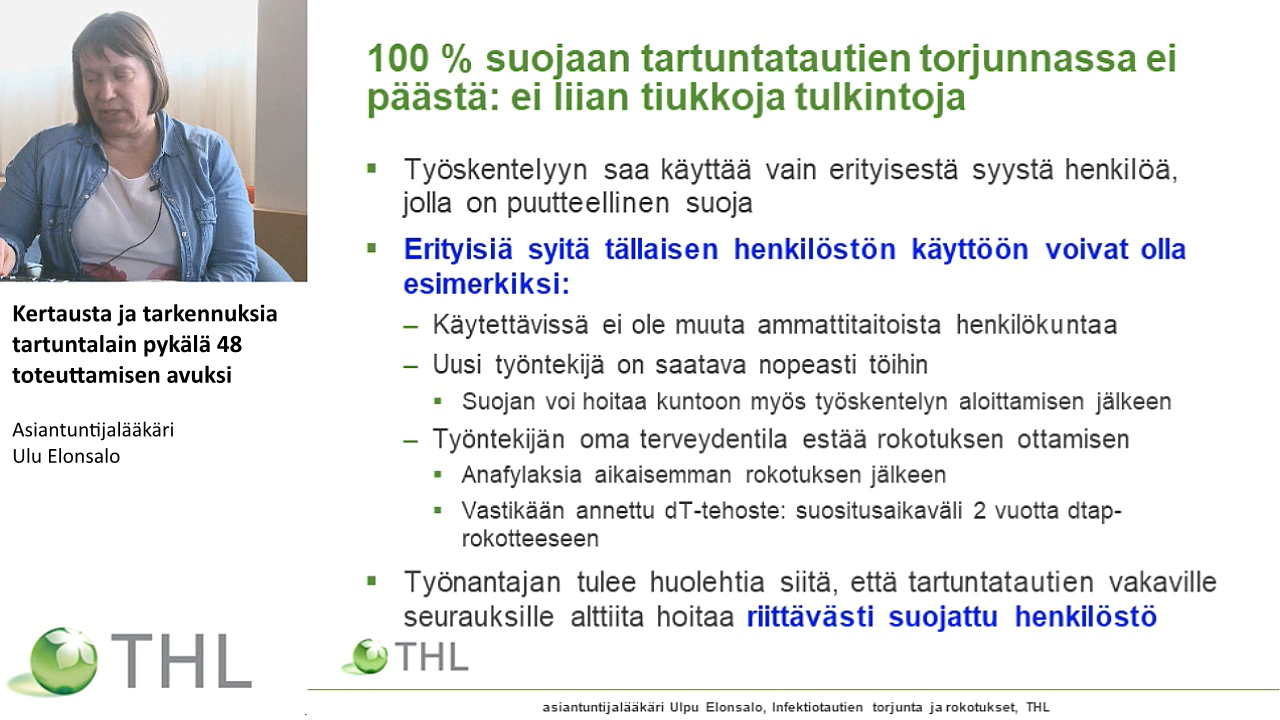 100 % suojaan tartuntatautien torjunnassa ei
päästä: ei liian tiukkoja tulkintoja
Työskentelyyn saa käyttää vain erityisestä syystä henkilöä,
jolla on puutteellinen suoja
Erityisiä syitä tällaisen henkilöstön käyttöön voivat olla
esimerkiksi:
– Käytettävissä ei ole muuta ammattitaitoista henkilökuntaa
– Uusi työntekijä on saatava nopeasti töihin
Suojan voi hoitaa kuntoon myös työskentelyn aloittamisen jälkeen
– Työntekijän oma terveydentila estää rokotuksen ottamisen
Anafylaksia aikaisemman rokotuksen jälkeen
Vastikään annettu dT-tehoste: suositusaikaväli 2 vuotta dtap-
rokotteeseen
Työnantajan tulee huolehtia siitä, että tartuntatautien vakaville
seurauksille alttiita hoitaa riittävästi suojattu henkilöstö
THL
asiantuntijalääkäri Ulpu Elonsalo, Infektiotautien torjunta ja rokotukset, THL
Kertausta ja tarkennuksia
tartuntalain pykälä 48
toteuttamisen avuksi
Asiantuntijalääkäri
Ulu Elonsalo
THL